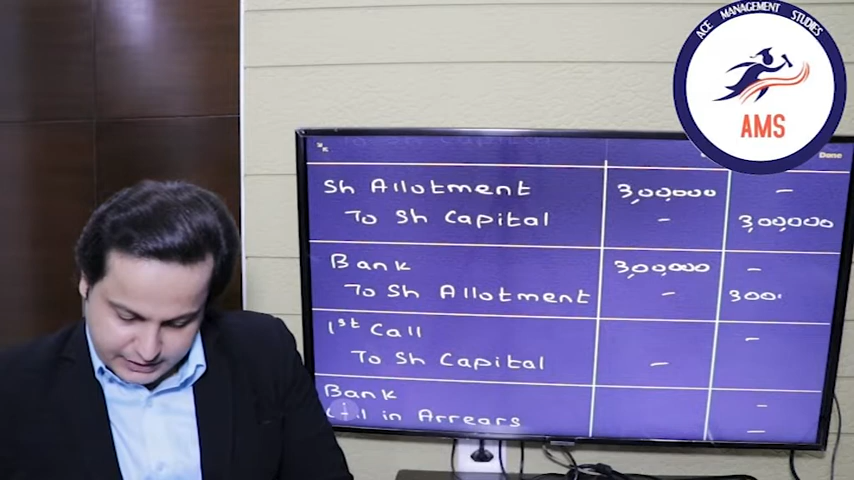 ACE MANAGEMENT STUDIES
AMS
Done
Sh Allotment 3,00,000 -
To Sh Capital - 3,00,000
Bank 3,00,000 -
To Sh Allotment - 300
1st Call -
To Sh Capital -
Bank -
in Arrears -